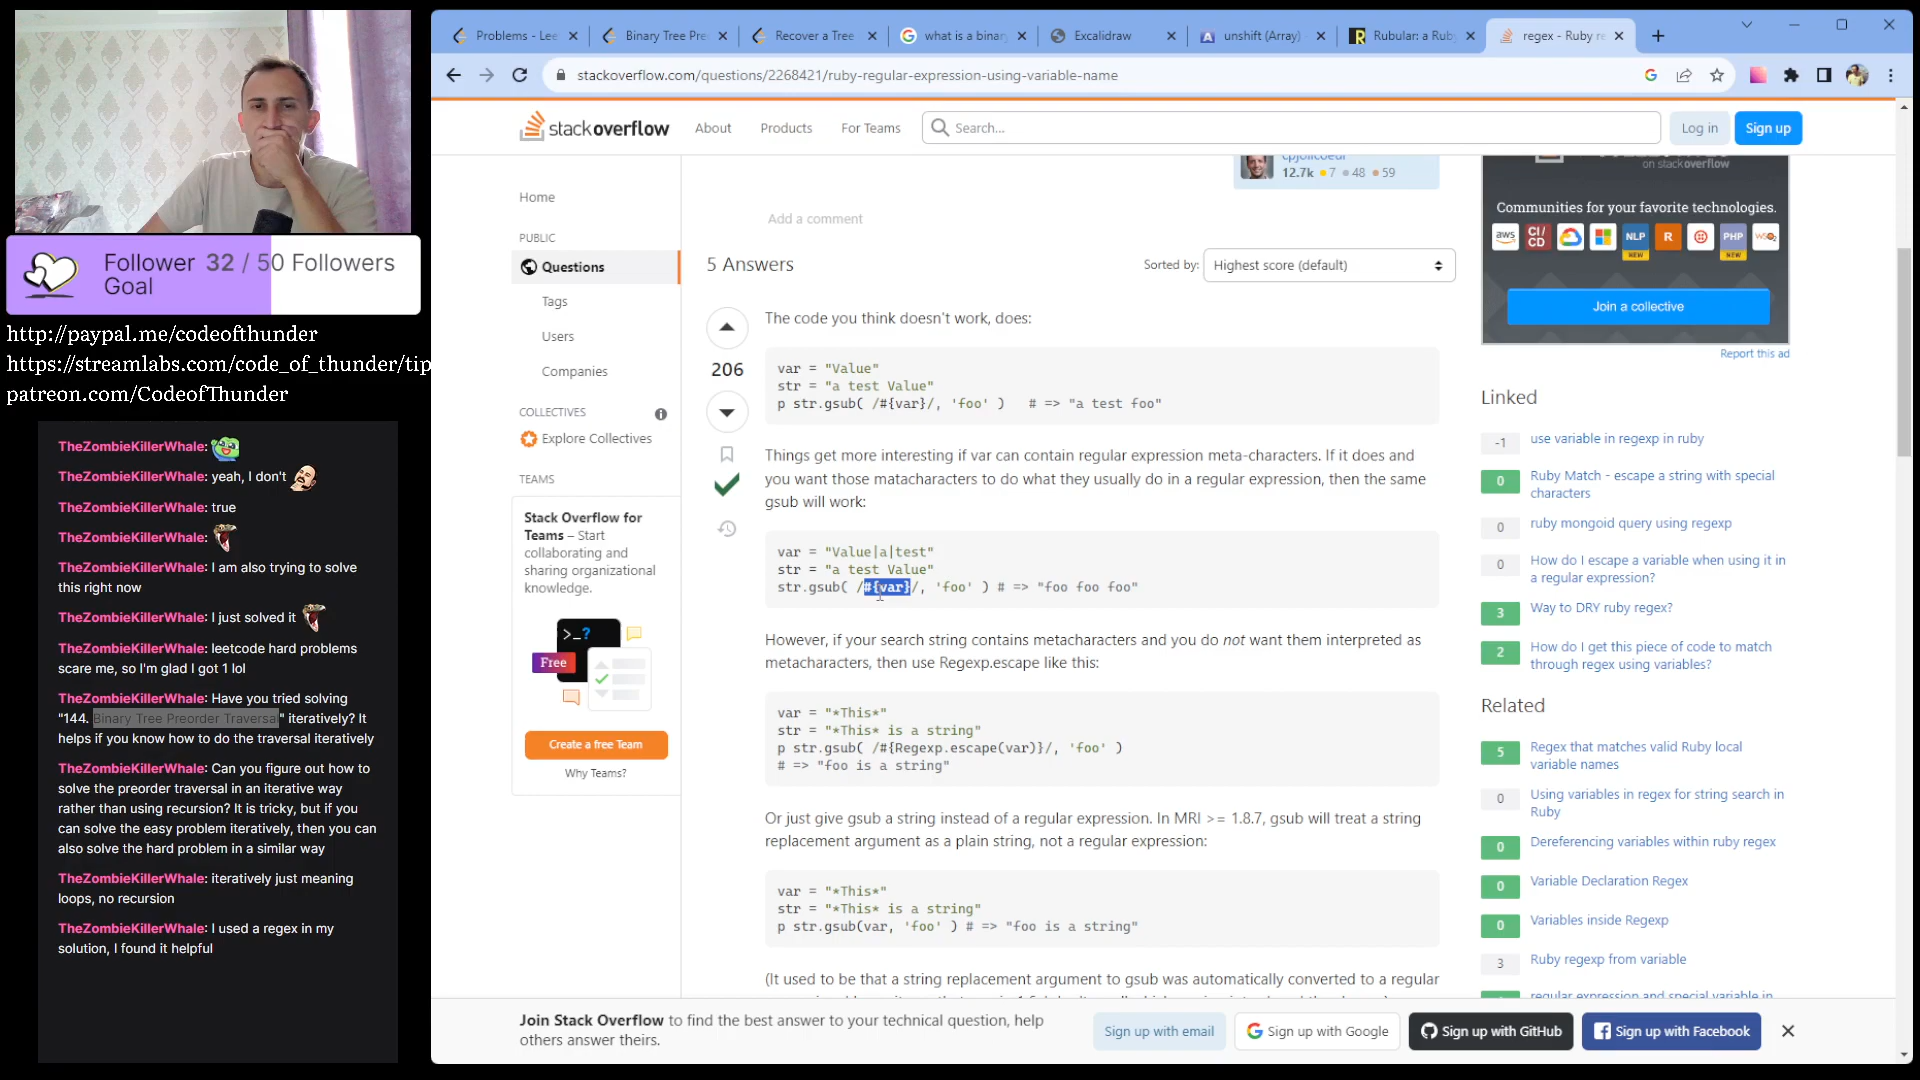 Follower 32 / 50 Followers
Goal
http://paypal.me/codeofthunder
https://streamlabs.com/code_of_thunder/tip
patreon.com/CodeofThunder
TheZombieKillerWhale:
TheZombieKillerWhale: yeah, I don't
TheZombieKillerWhale: true
TheZombieKillerWhale:
TheZombieKillerWhale: I am also trying to solve
this right now
TheZombieKillerWhale: I just solved it
TheZombieKillerWhale: leetcode hard problems
scare me, so I'm glad I got 1 lol
TheZombieKillerWhale: Have you tried solving
"144. Binary Tree Preorder Traversal" iteratively? It
helps if you know how to do the traversal iteratively
TheZombieKillerWhale: Can you figure out how to
solve the preorder traversal in an iterative way
rather than using recursion? It is tricky, but if you
can solve the easy problem iteratively, then you can
also solve the hard problem in a similar way
TheZombieKillerWhale: iteratively just meaning
loops, no recursion
TheZombieKillerWhale: I used a regex in my
solution, I found it helpful
Problems - Lee
Binary Tree Pre
Recover a Tree
what is a binary
Excalidraw
unshift (Array)
Rubular: a Ruby
regex - Ruby re
stackoverflow.com/questions/2268421/ruby-regular-expression-using-variable-name
stackoverflow
About
Products
For Teams
Search...
Log in
Sign up
Home
PUBLIC
Questions
Tags
Users
Companies
COLLECTIVES
Explore Collectives
TEAMS
Stack Overflow for
Teams – Start
collaborating and
sharing organizational
knowledge.
>_?
Free
Create a free Team
Why Teams?
cpjolicoeur
12.7k 7 48 59
Add a comment
5 Answers
Sorted by:
Highest score (default)
206
The code you think doesn't work, does:
var = "Value"
str = "a test Value"
p str.gsub( /#{var}/, 'foo' )   # => "a test foo"
Things get more interesting if var can contain regular expression meta-characters. If it does and
you want those matacharacters to do what they usually do in a regular expression, then the same
gsub will work:
var = "Value|a|test"
str = "a test Value"
str.gsub( /#{var}/, 'foo' ) # => "foo foo foo"
However, if your search string contains metacharacters and you do not want them interpreted as
metacharacters, then use Regexp.escape like this:
var = "*This*"
str = "*This* is a string"
p str.gsub( /#{Regexp.escape(var)}/, 'foo' )
# => "foo is a string"
Or just give gsub a string instead of a regular expression. In MRI >= 1.8.7, gsub will treat a string
replacement argument as a plain string, not a regular expression:
var = "*This*"
str = "*This* is a string"
p str.gsub(var, 'foo' ) # => "foo is a string"
(It used to be that a string replacement argument to gsub was automatically converted to a regular
on stackoverflow
Communities for your favorite technologies.
aws
CI/
CD
NLP
NEW
R
PHP
NEW
WSO2
Join a collective
Report this ad
Linked
-1 use variable in regexp in ruby
0 Ruby Match - escape a string with special
characters
0 ruby mongoid query using regexp
0 How do I escape a variable when using it in
a regular expression?
3 Way to DRY ruby regex?
2 How do I get this piece of code to match
through regex using variables?
Related
5 Regex that matches valid Ruby local
variable names
0 Using variables in regex for string search in
Ruby
0 Dereferencing variables within ruby regex
0 Variable Declaration Regex
0 Variables inside Regexp
3 Ruby regexp from variable
regular expression and special variable in
Join Stack Overflow to find the best answer to your technical question, help
others answer theirs.
Sign up with email
Sign up with Google
Sign up with GitHub
Sign up with Facebook